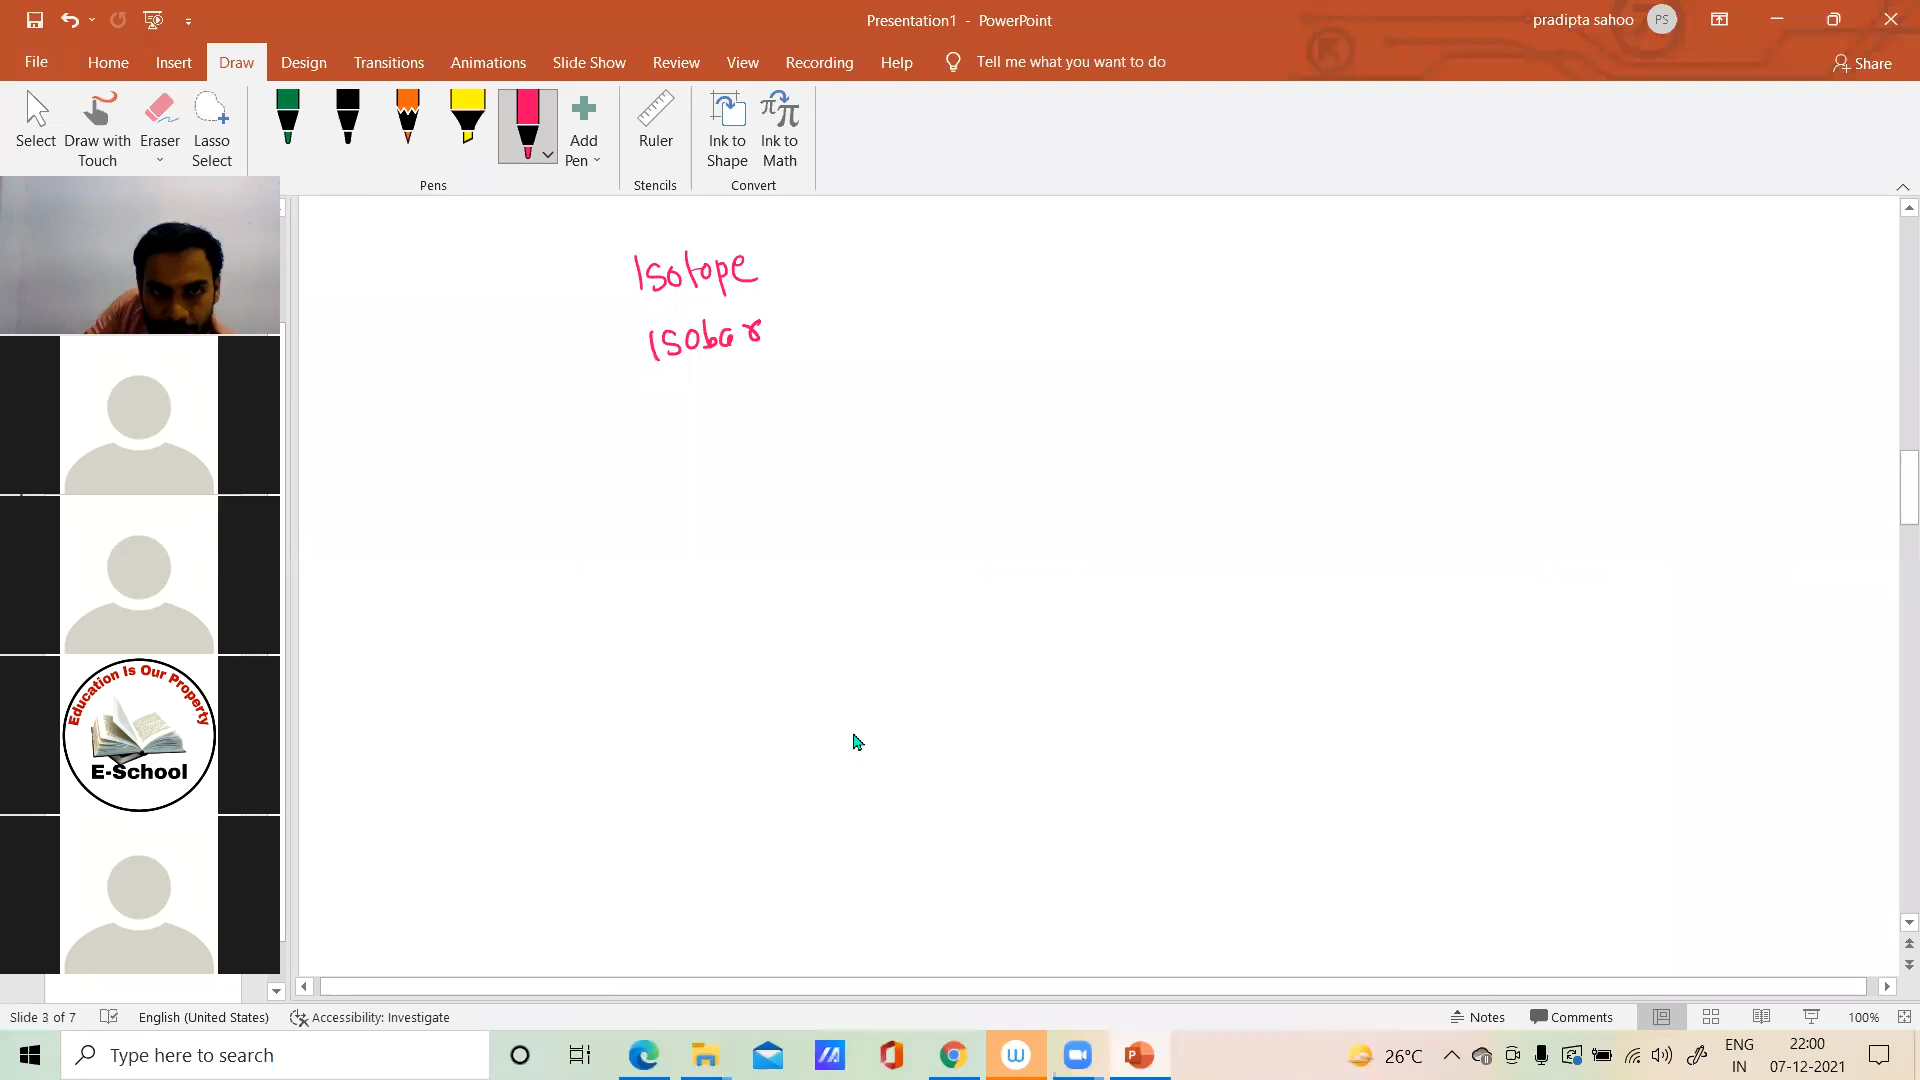 Presentation1 - PowerPoint
pradipta sahoo PS
File Home Insert Draw Design Transitions Animations Slide Show Review View Recording Help Tell me what you want to do Share
Select Draw with Touch Eraser Lasso Select Add Pen Ruler Ink to Shape Ink to Math
Pens Stencils Convert
Isotope
Isobar
Education Is Our Property
E-School
Slide 3 of 7 English (United States) Accessibility: Investigate Notes Comments 100%
Type here to search
26°C
ENG
IN
22:00
07-12-2021